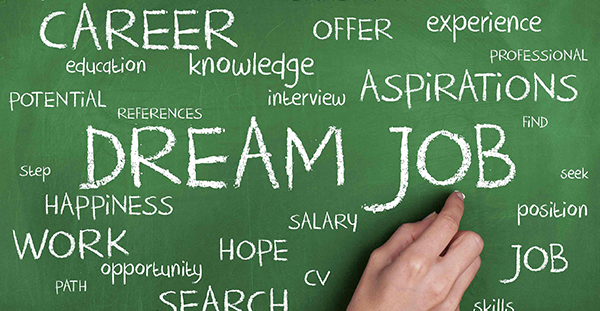 CAREER
OFFER
experience
PROFESSIONAL
education
knowledge
ASPiRATiONS
POTENTiAL
interview
REFERENCES
FiND
DREAM JOB
Step
seek
HAPPiNESS
SALARY
position
WORK
HOPE
JOB
opportunity
CV
PATH
SEARCH
skills